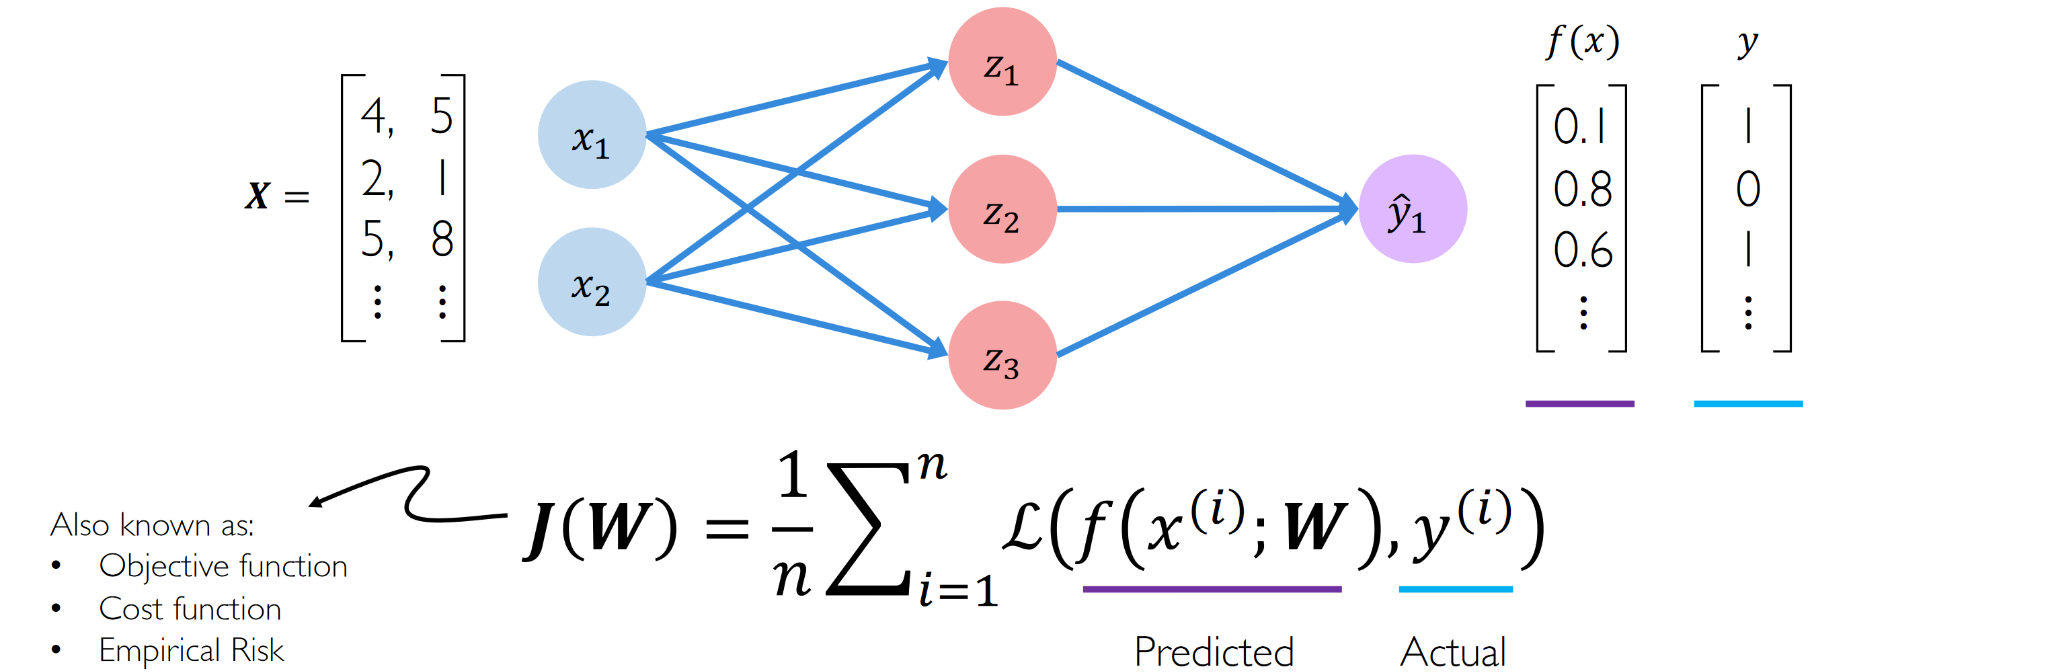 X = [4, 5
2, 1
5, 8
⋮ ⋮]
x₁
x₂
z₁
z₂
z₃
ŷ₁
f(x)
0.1
0.8
0.6
⋮
y
1
0
1
⋮
J(W) = 1/n ∑ⁿᵢ₌₁ ℒ(f(x⁽ⁱ⁾; W), y⁽ⁱ⁾)
Predicted
Actual
Also known as:
• Objective function
• Cost function
• Empirical Risk